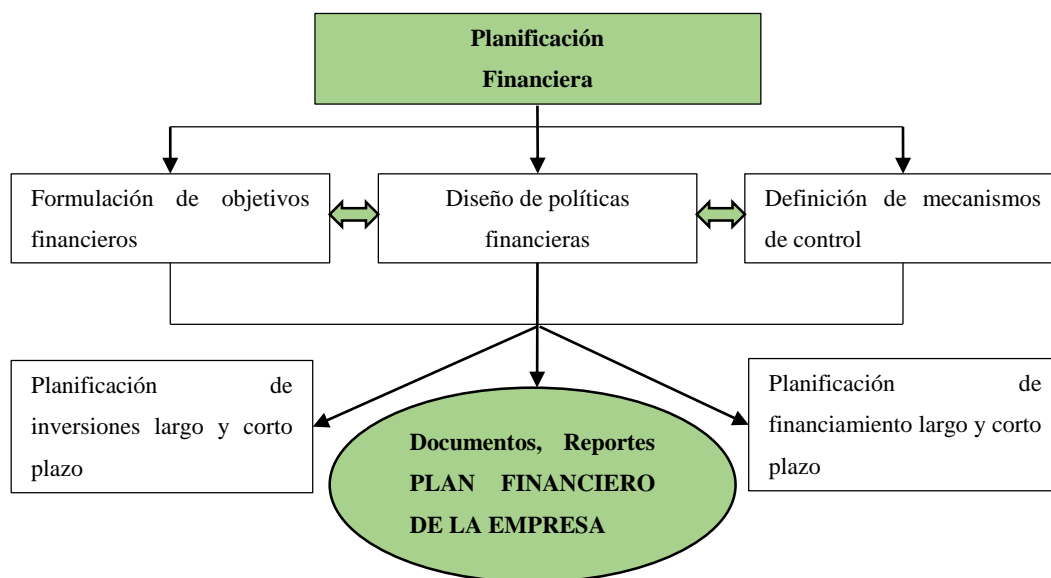 Planificación
Financiera
Formulación de objetivos
financieros
Diseño de políticas
financieras
Definición de mecanismos
de control
Planificación de
inversiones largo y corto
plazo
Documentos, Reportes
PLAN FINANCIERO
DE LA EMPRESA
Planificación de
financiamiento largo y corto
plazo